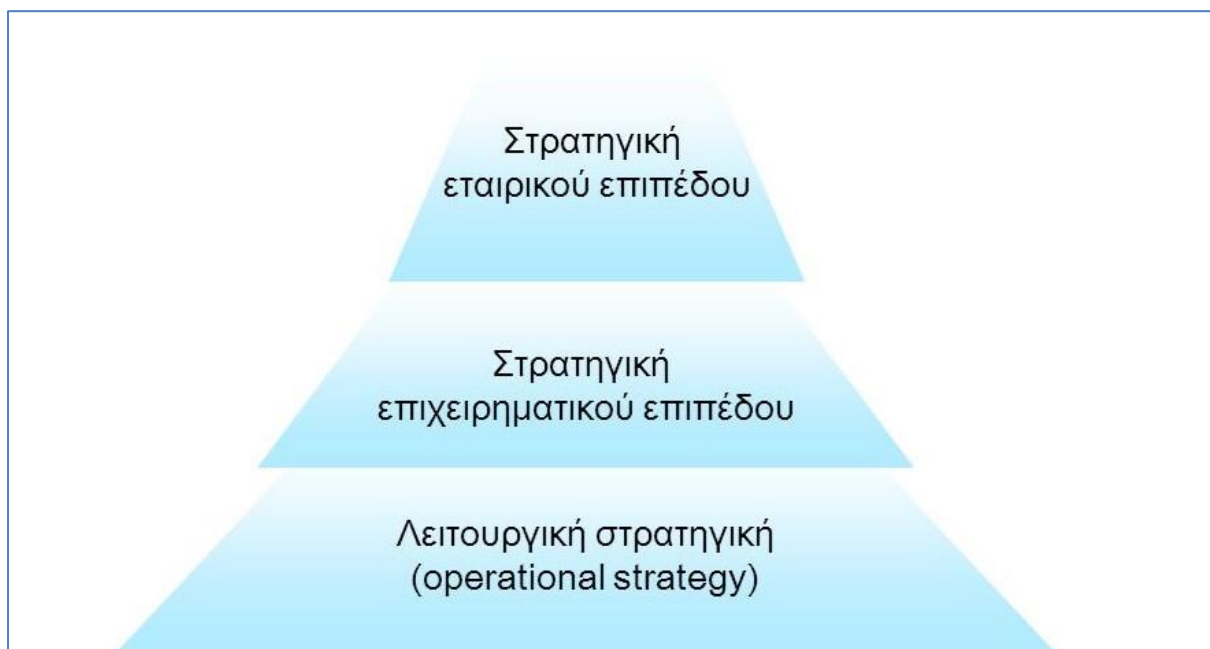 Στρατηγική
εταιρικού επιπέδου
Στρατηγική
επιχειρηματικού επιπέδου
Λειτουργική στρατηγική
(operational strategy)